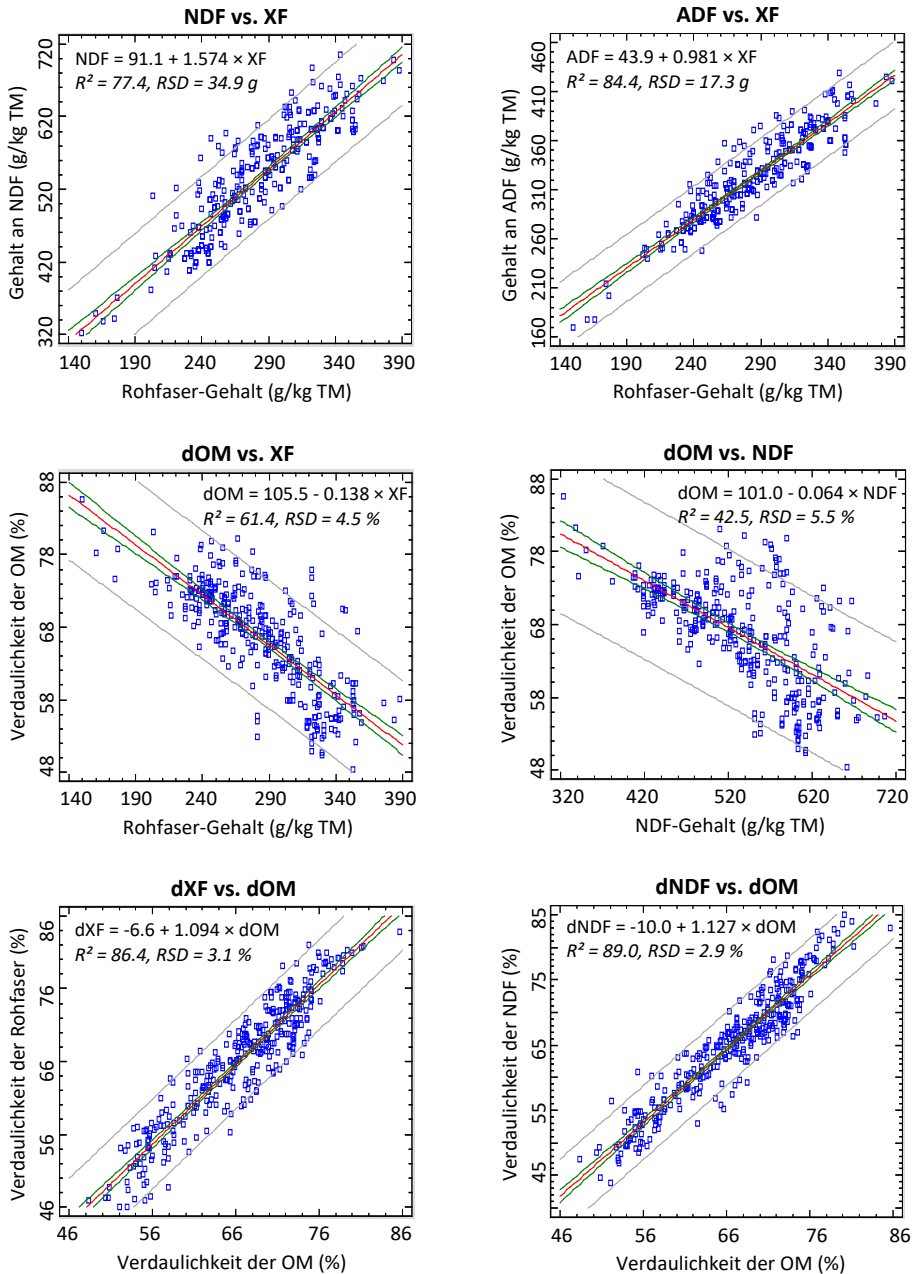 NDF vs. XF
NDF = 91.1 + 1.574 × XF
R² = 77.4, RSD = 34.9 g
Gehalt an NDF (g/kg TM)
720
620
520
420
320
140 190 240 290 340 390
Rohfaser-Gehalt (g/kg TM)
ADF vs. XF
ADF = 43.9 + 0.981 × XF
R² = 84.4, RSD = 17.3 g
Gehalt an ADF (g/kg TM)
460
410
360
310
260
210
160
140 190 240 290 340 390
Rohfaser-Gehalt (g/kg TM)
dOM vs. XF
dOM = 105.5 - 0.138 × XF
R² = 61.4, RSD = 4.5 %
Verdaulichkeit der OM (%)
88
78
68
58
48
140 190 240 290 340 390
Rohfaser-Gehalt (g/kg TM)
dOM vs. NDF
dOM = 101.0 - 0.064 × NDF
R² = 42.5, RSD = 5.5 %
Verdaulichkeit der OM (%)
88
78
68
58
48
320 420 520 620 720
NDF-Gehalt (g/kg TM)
dXF vs. dOM
dXF = -6.6 + 1.094 × dOM
R² = 86.4, RSD = 3.1 %
Verdaulichkeit der Rohfaser (%)
86
76
66
56
46
46 56 66 76 86
Verdaulichkeit der OM (%)
dNDF vs. dOM
dNDF = -10.0 + 1.127 × dOM
R² = 89.0, RSD = 2.9 %
Verdaulichkeit der NDF (%)
85
75
65
55
45
46 56 66 76 86
Verdaulichkeit der OM (%)